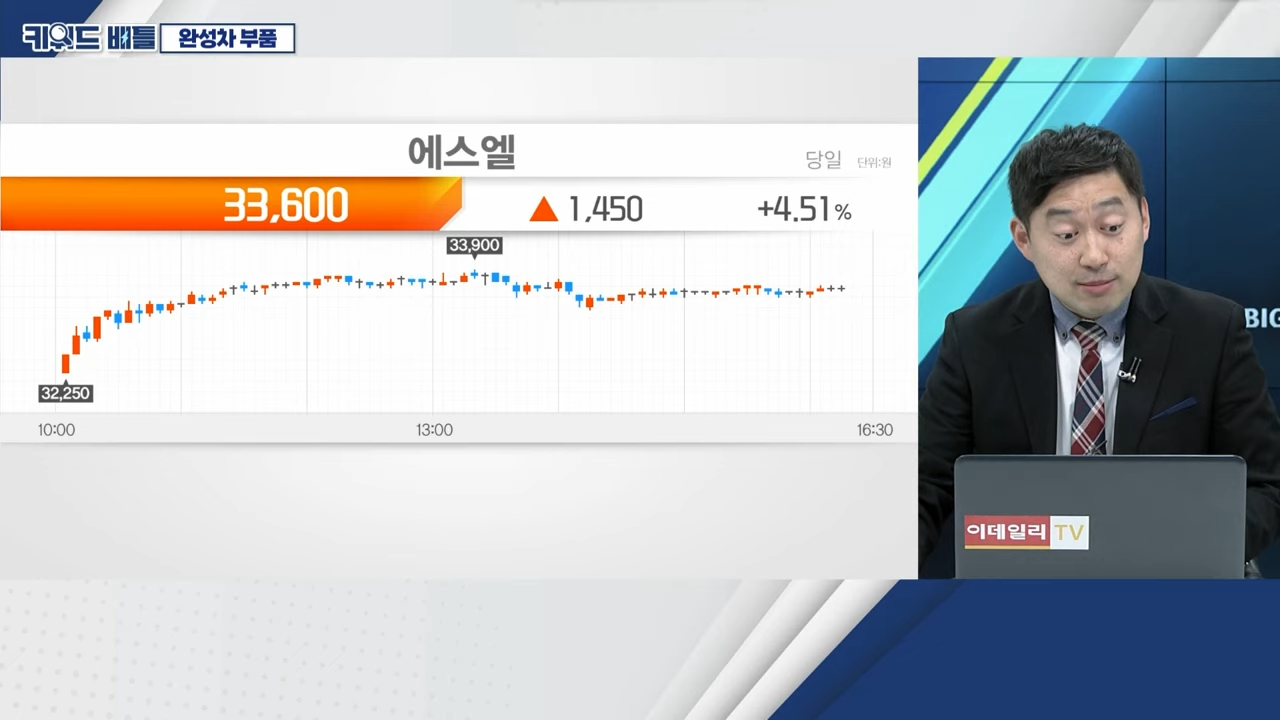 키워드 배틀 완성차 부품
에스엘
당일 단위:원
33,600 ▲ 1,450 +4.51%
33,900
32,250
10:00 13:00 16:30
BIG
이데일리 TV